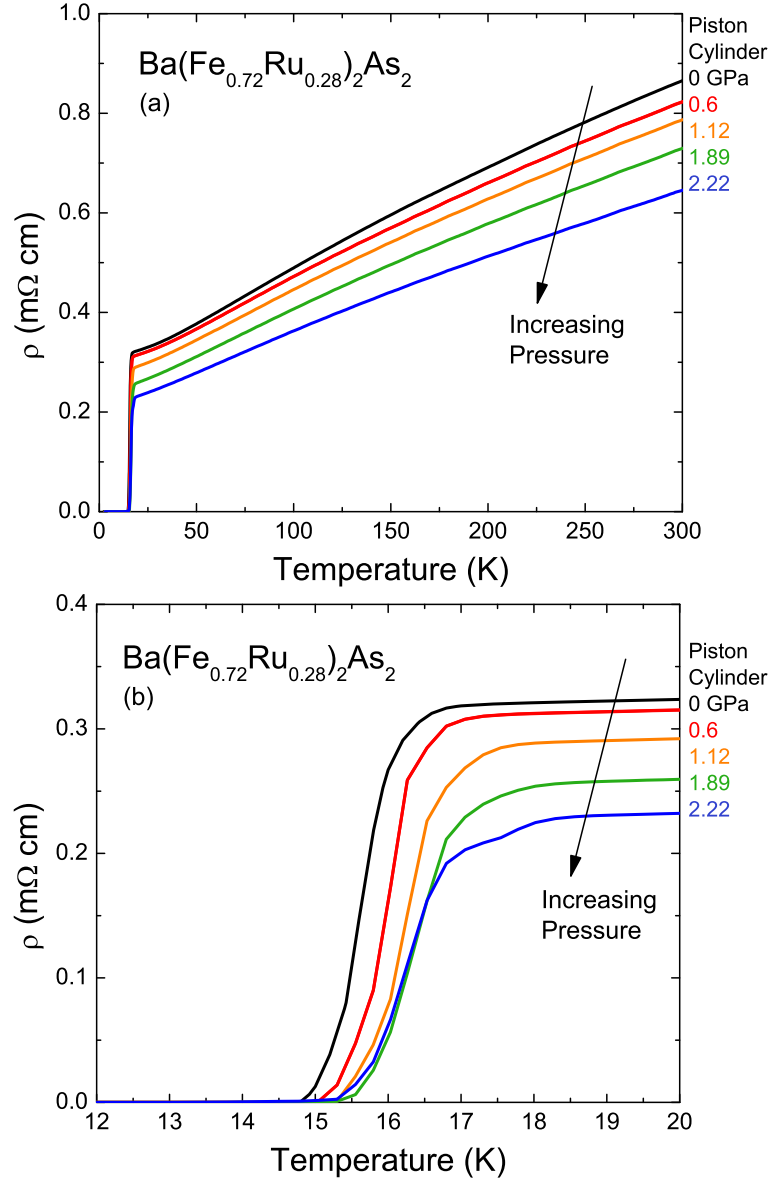 1.0
0.8
0.6
0.4
0.2
0.0
ρ (mΩ cm)
Ba(Fe0.72Ru0.28)2As2
(a)
Piston
Cylinder
0 GPa
0.6
1.12
1.89
2.22
Increasing
Pressure
0 50 100 150 200 250 300
Temperature (K)
0.4
0.3
0.2
0.1
0.0
ρ (mΩ cm)
Ba(Fe0.72Ru0.28)2As2
(b)
Piston
Cylinder
0 GPa
0.6
1.12
1.89
2.22
Increasing
Pressure
12 13 14 15 16 17 18 19 20
Temperature (K)